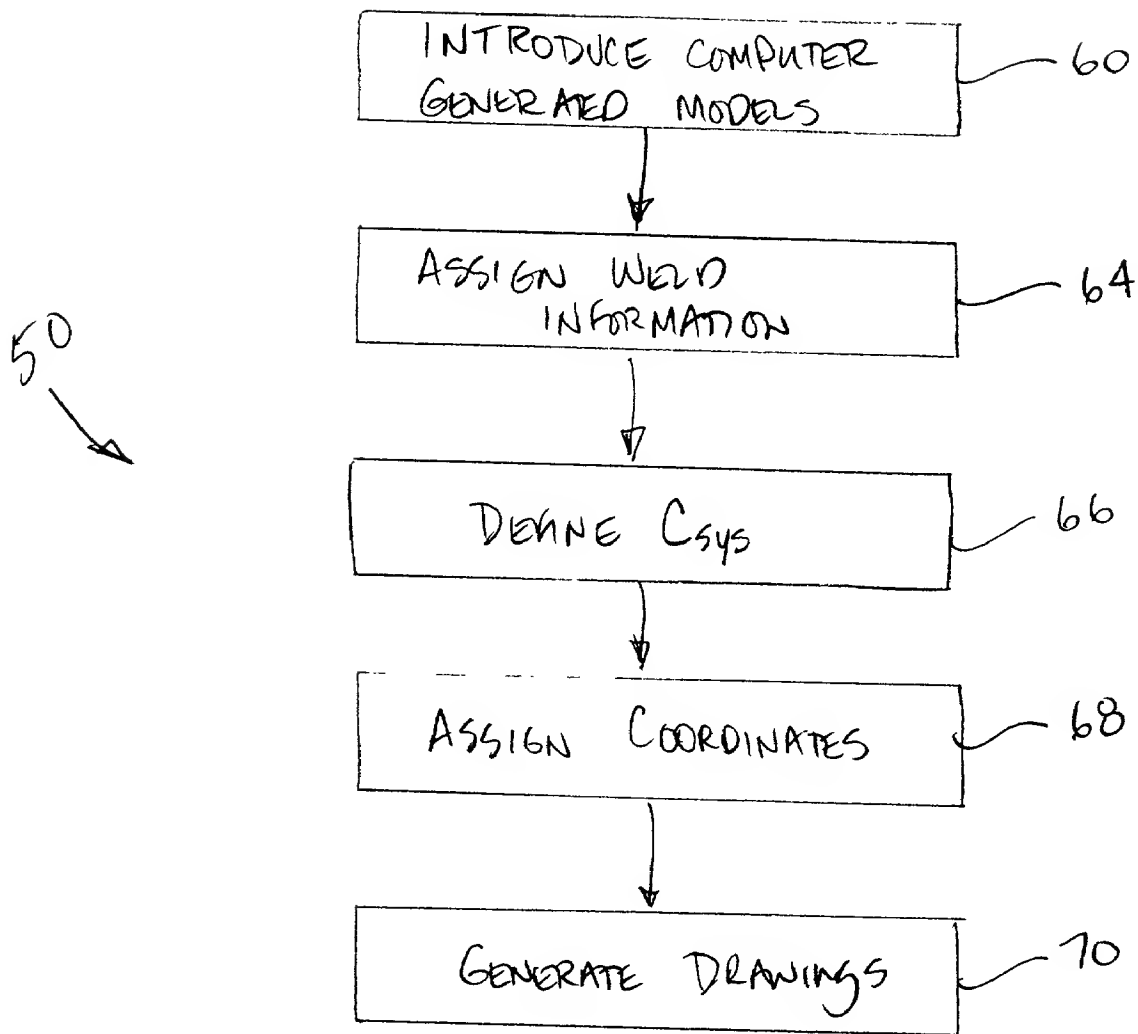 INTRODUCE COMPUTER
GENERATED MODELS
60
ASSIGN WELD
INFORMATION
64
50
DEFINE Csys
66
ASSIGN COORDINATES
68
GENERATE DRAWINGS
70